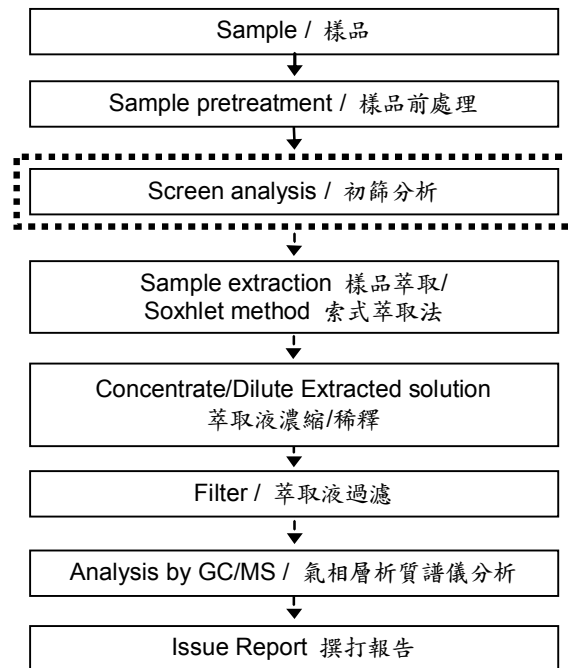 Sample / 樣品
Sample pretreatment / 樣品前處理
Screen analysis / 初篩分析
Sample extraction 樣品萃取/
Soxhlet method 索式萃取法
Concentrate/Dilute Extracted solution
萃取液濃縮/稀釋
Filter / 萃取液過濾
Analysis by GC/MS / 氣相層析質譜儀分析
Issue Report 撰打報告